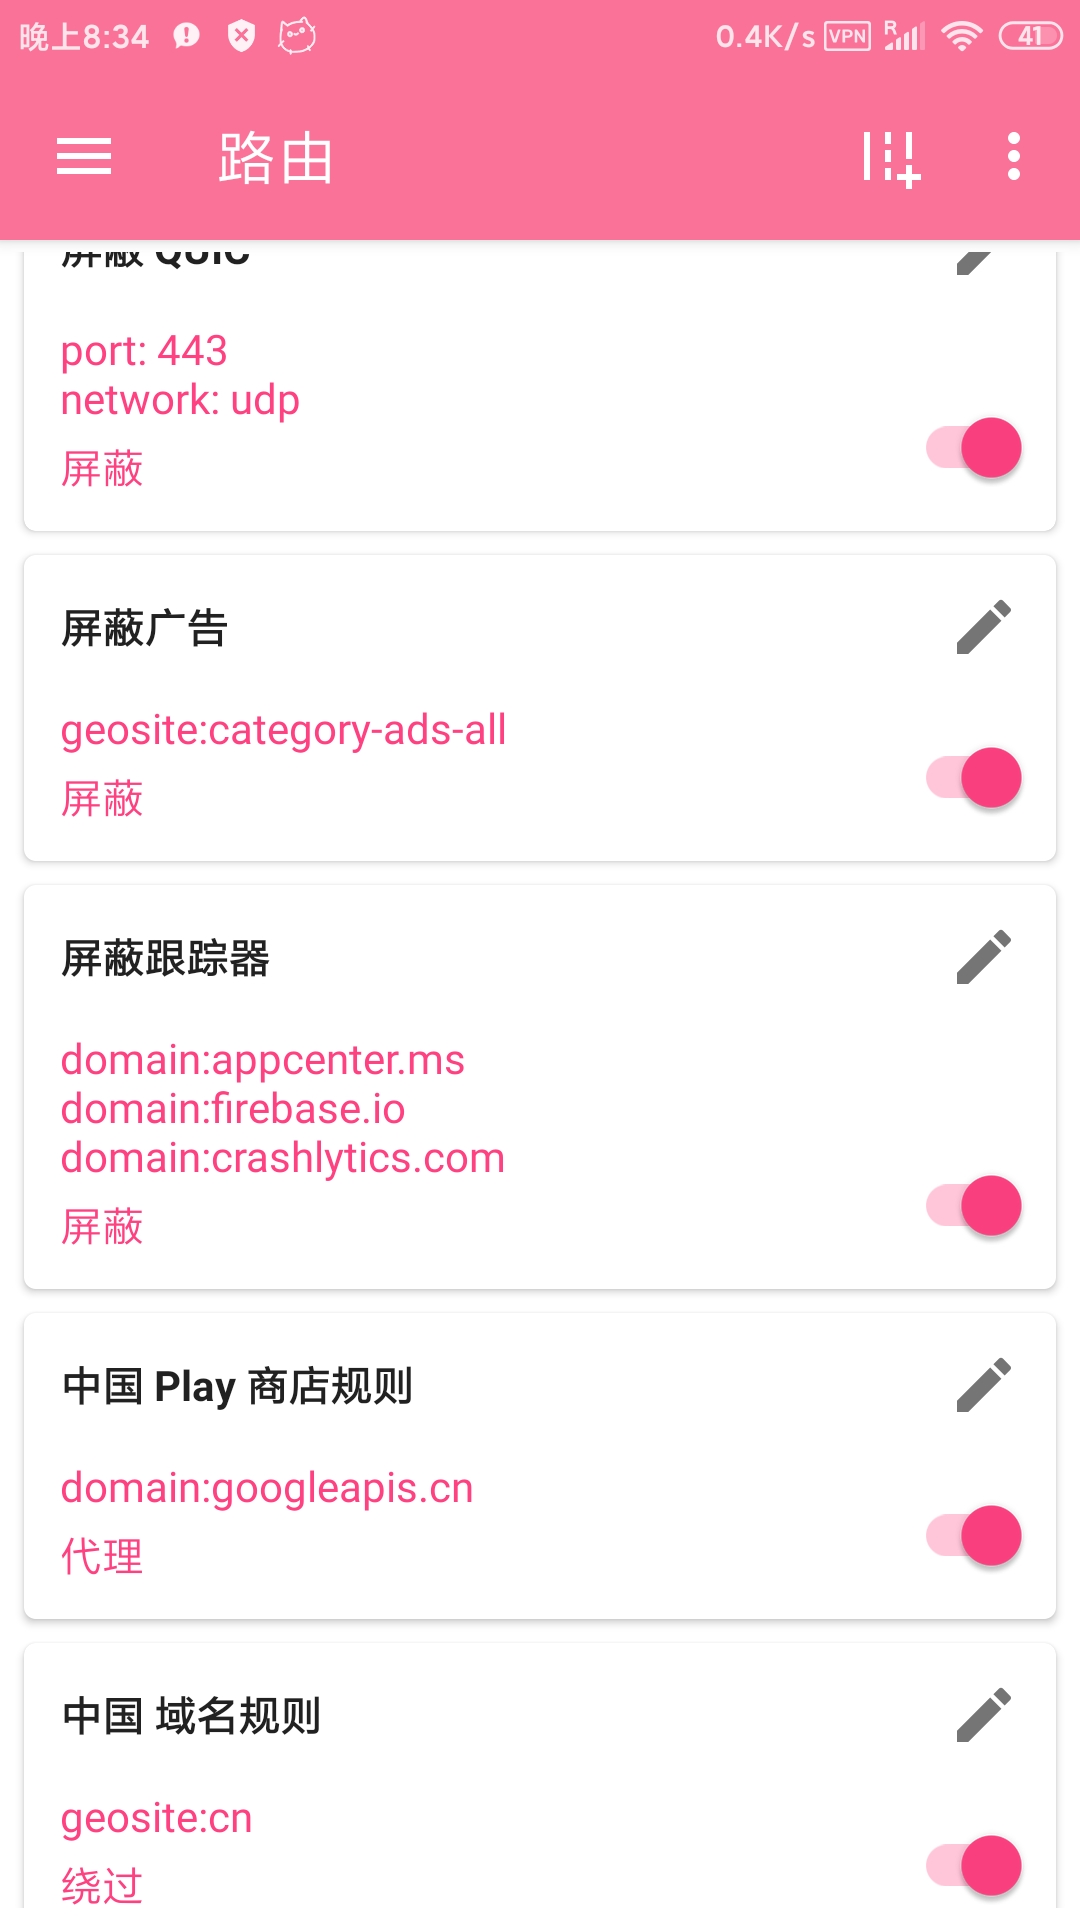 晚上8:34 0.4K/s VPN R 41
路由
屏蔽 QUIC
port: 443
network: udp
屏蔽
屏蔽广告
geosite:category-ads-all
屏蔽
屏蔽跟踪器
domain:appcenter.ms
domain:firebase.io
domain:crashlytics.com
屏蔽
中国 Play 商店规则
domain:googleapis.cn
代理
中国 域名规则
geosite:cn
绕过